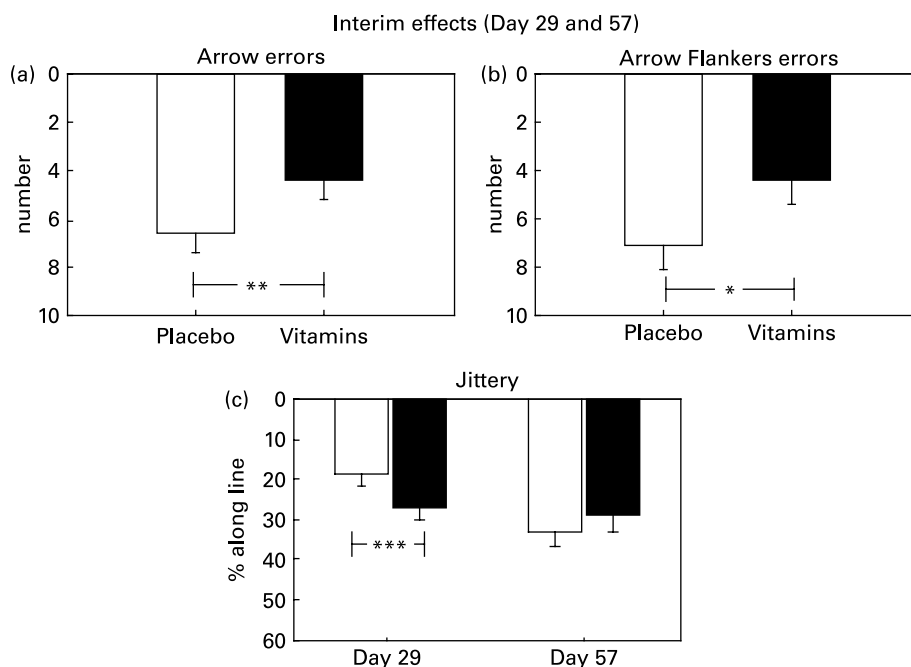 Interim effects (Day 29 and 57)
(a) Arrow errors
0
2
4
6
8
10
number
**
Placebo Vitamins
(b) Arrow Flankers errors
0
2
4
6
8
10
number
*
Placebo Vitamins
(c) Jittery
0
10
20
30
40
50
60
% along line
***
Day 29 Day 57